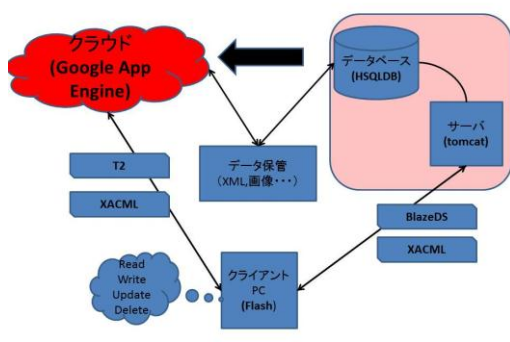 クラウド
(Google App
Engine)
データベース
(HSQLDB)
サーバ
(tomcat)
データ保管
(XML,画像・・・)
T2
XACML
BlazeDS
XACML
Read
Write
Update
Delete
クライアント
PC
(Flash)